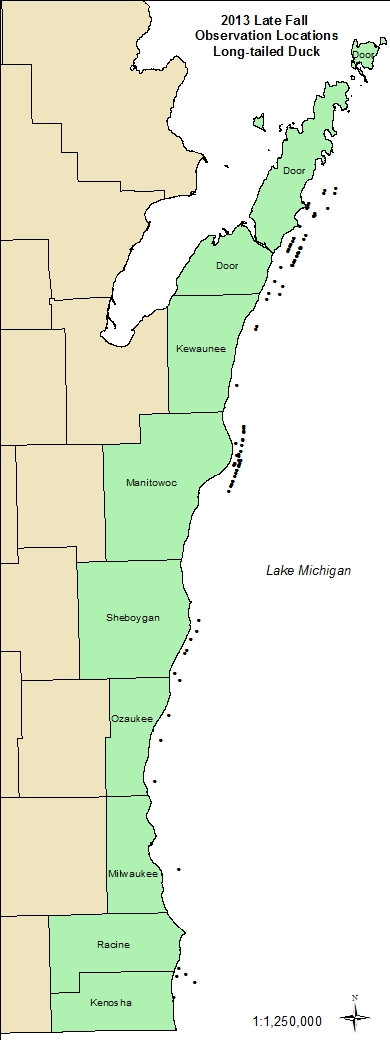 2013 Late Fall
Observation Locations
Long-tailed Duck
Door
Door
Door
Kewaunee
Manitowoc
Lake Michigan
Sheboygan
Ozaukee
Milwaukee
Racine
Kenosha
N
1:1,250,000